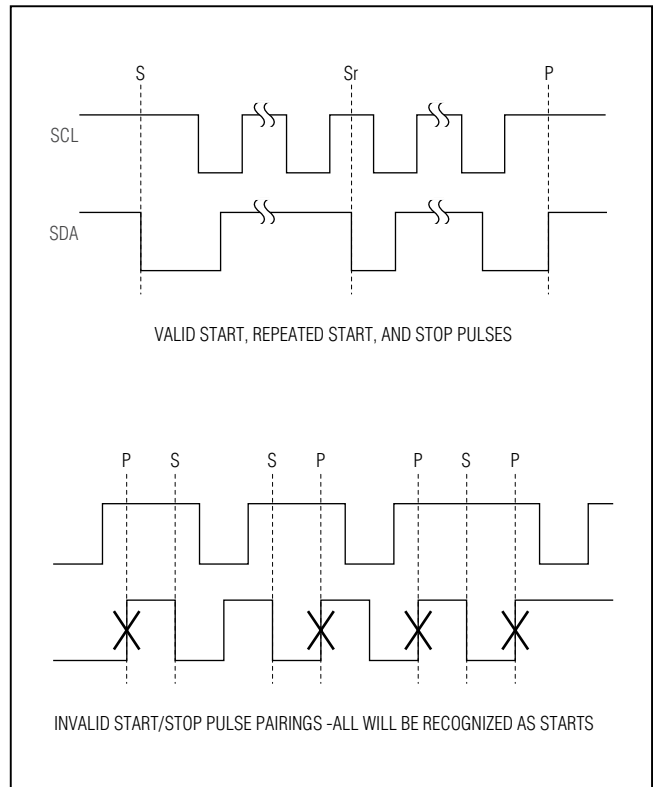 S Sr P
SCL
SDA
VALID START, REPEATED START, AND STOP PULSES
P S S P P S P
INVALID START/STOP PULSE PAIRINGS -ALL WILL BE RECOGNIZED AS STARTS